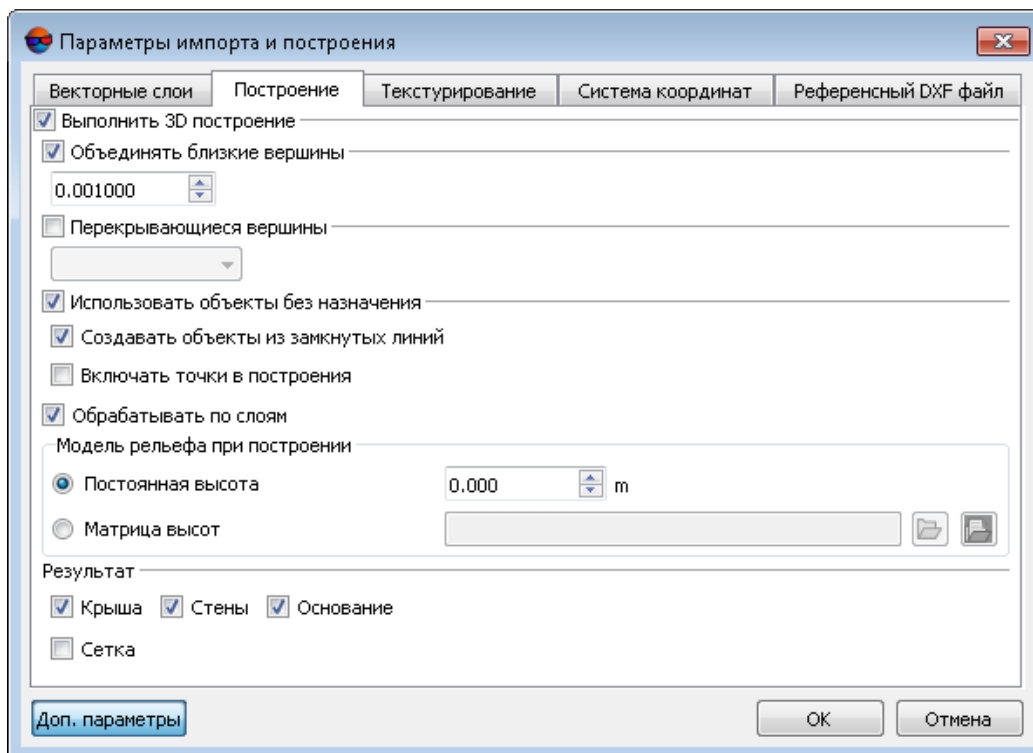 Параметры импорта и построения
Векторные слои Построение Текстурирование Система координат Референсный DXF файл
Выполнить 3D построение
Объединять близкие вершины
0.001000
Перекрывающиеся вершины
Использовать объекты без назначения
Создавать объекты из замкнутых линий
Включать точки в построения
Обрабатывать по слоям
Модель рельефа при построении
Постоянная высота 0.000 m
Матрица высот
Результат
Крыша Стены Основание
Сетка
Доп. параметры OK Отмена